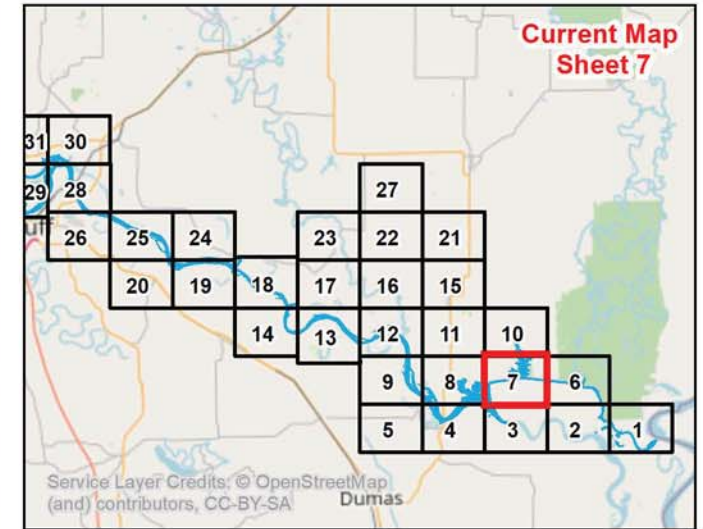 Current Map
Sheet 7
31 30
27
29 28
26 25 24 23 22 21
20 19 18 17 16 15
14 13 12 11 10
9 8 7 6
5 4 3 2 1
Service Layer Credits: © OpenStreetMap
(and) contributors, CC-BY-SA
Dumas